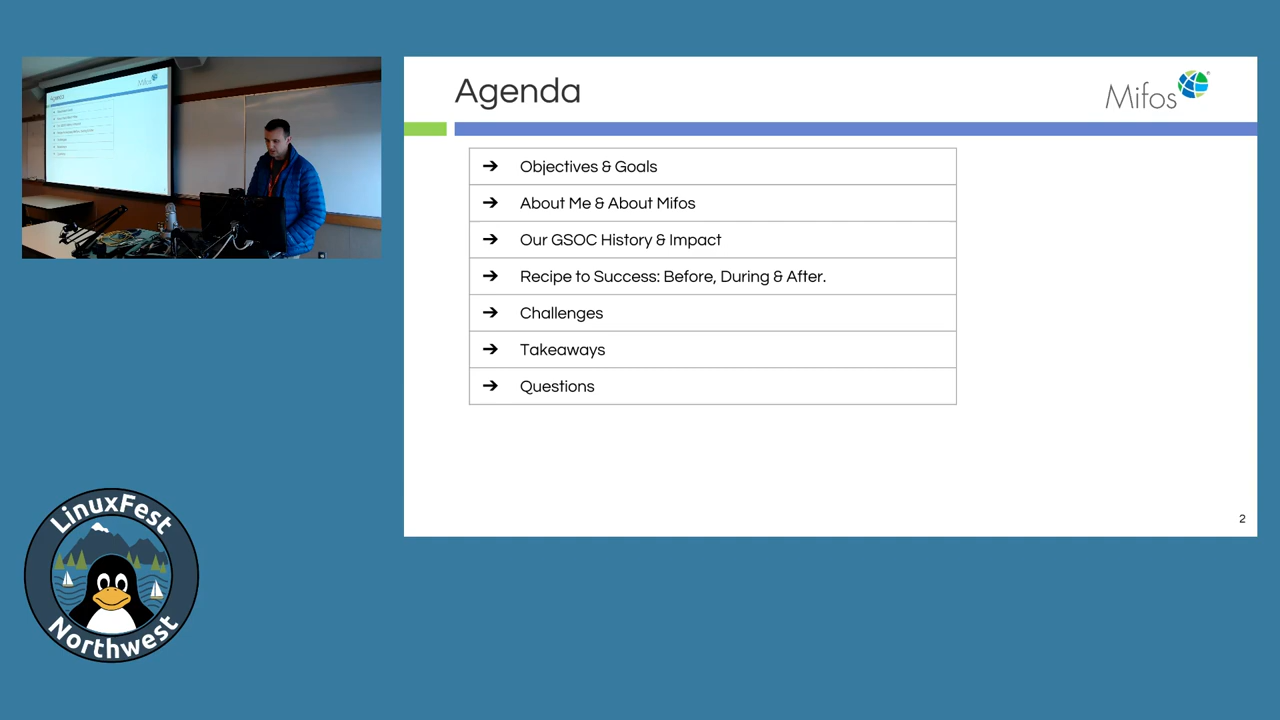 Agenda
Mifos
➔ Objectives & Goals
➔ About Me & About Mifos
➔ Our GSOC History & Impact
➔ Recipe to Success: Before, During & After.
➔ Challenges
➔ Takeaways
➔ Questions
2
LinuxFest
Northwest